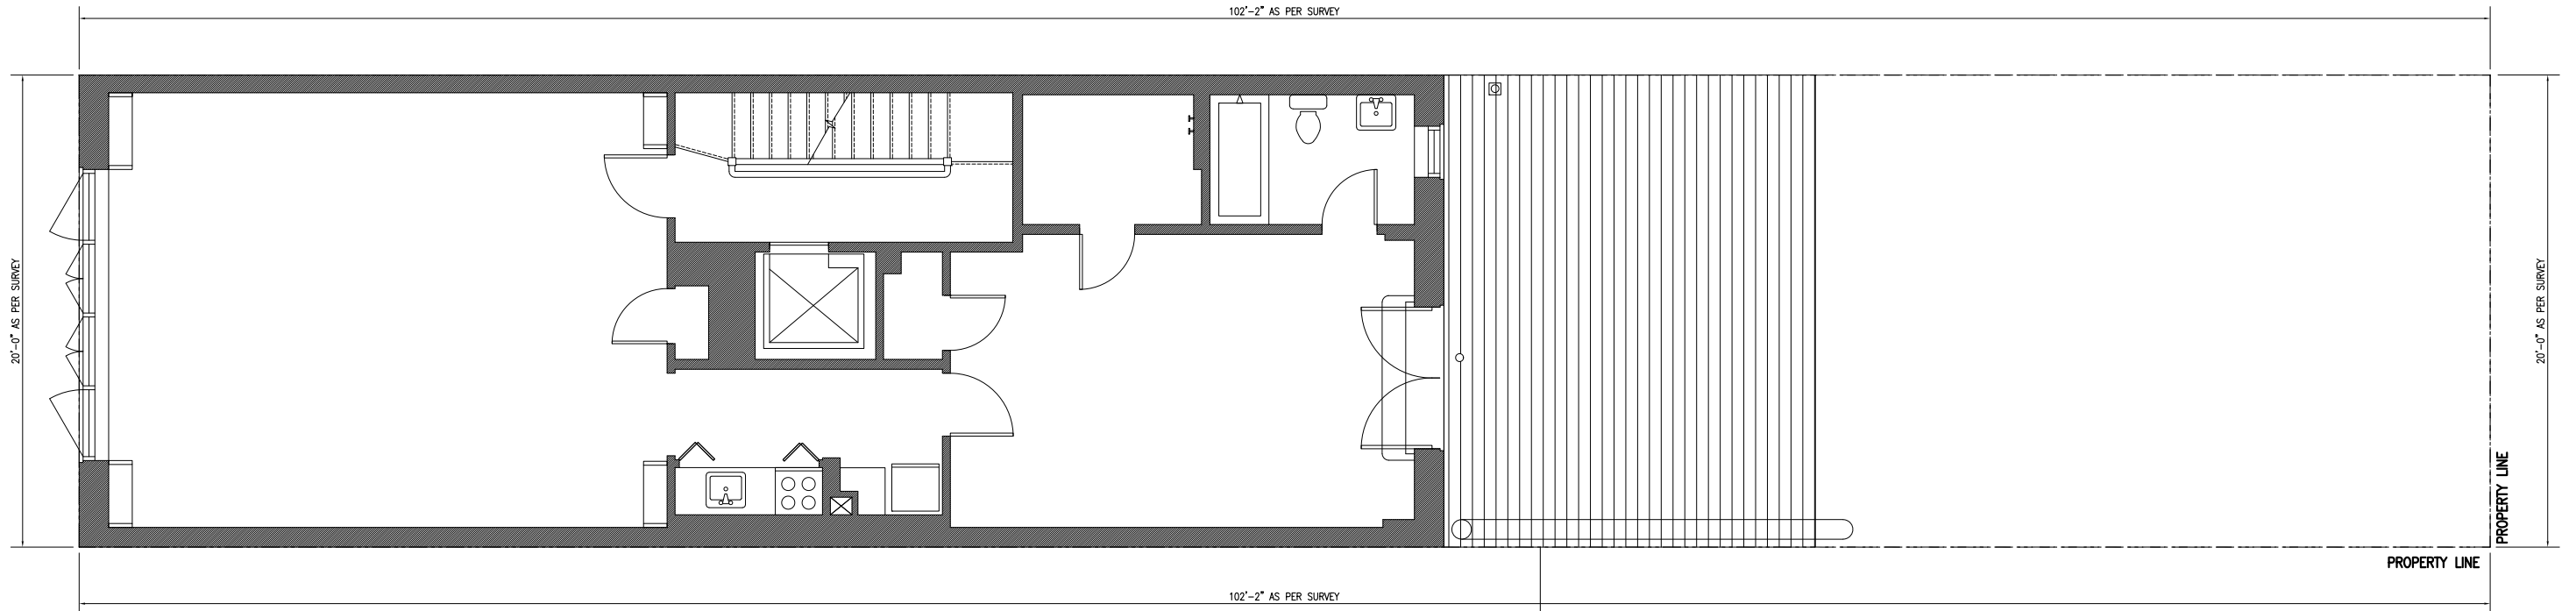 102'-2" AS PER SURVEY
20'-0" AS PER SURVEY
20'-0" AS PER SURVEY
PROPERTY LINE
PROPERTY LINE
102'-2" AS PER SURVEY